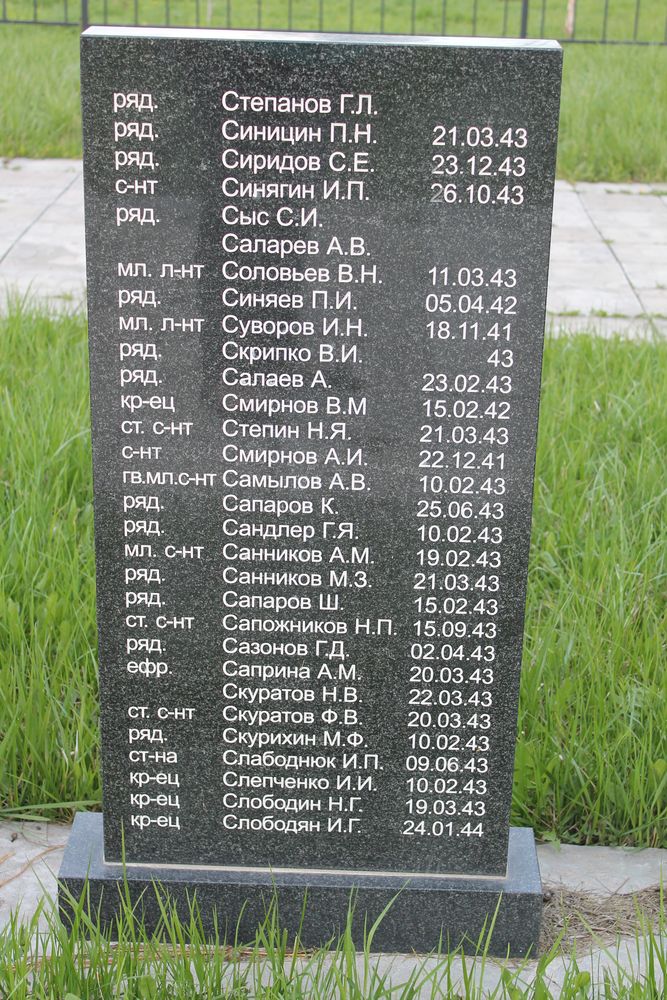 ряд. Степанов Г.Л.
ряд. Синицин П.Н. 21.03.43
ряд. Сиридов С.Е. 23.12.43
с-нт Синягин И.П. 26.10.43
ряд. Сыс С.И.
Саларев А.В.
мл. л-нт Соловьев В.Н. 11.03.43
ряд. Синяев П.И. 05.04.42
мл. л-нт Суворов И.Н. 18.11.41
ряд. Скрипко В.И. 43
ряд. Салаев А. 23.02.43
кр-ец Смирнов В.М 15.02.42
ст. с-нт Степин Н.Я. 21.03.43
с-нт Смирнов А.И. 22.12.41
гв.мл.с-нт Самылов А.В. 10.02.43
ряд. Сапаров К. 25.06.43
ряд. Сандлер Г.Я. 10.02.43
мл. с-нт Санников А.М. 19.02.43
ряд. Санников М.З. 21.03.43
ряд. Сапаров Ш. 15.02.43
ст. с-нт Сапожников Н.П. 15.09.43
ряд. Сазонов Г.Д. 02.04.43
ефр. Саприна А.М. 20.03.43
Скуратов Н.В. 22.03.43
ст. с-нт Скуратов Ф.В. 20.03.43
ряд. Скурихин М.Ф. 10.02.43
ст-на Слабоднюк И.П. 09.06.43
кр-ец Слепченко И.И. 10.02.43
кр-ец Слободин Н.Г. 19.03.43
кр-ец Слободян И.Г. 24.01.44